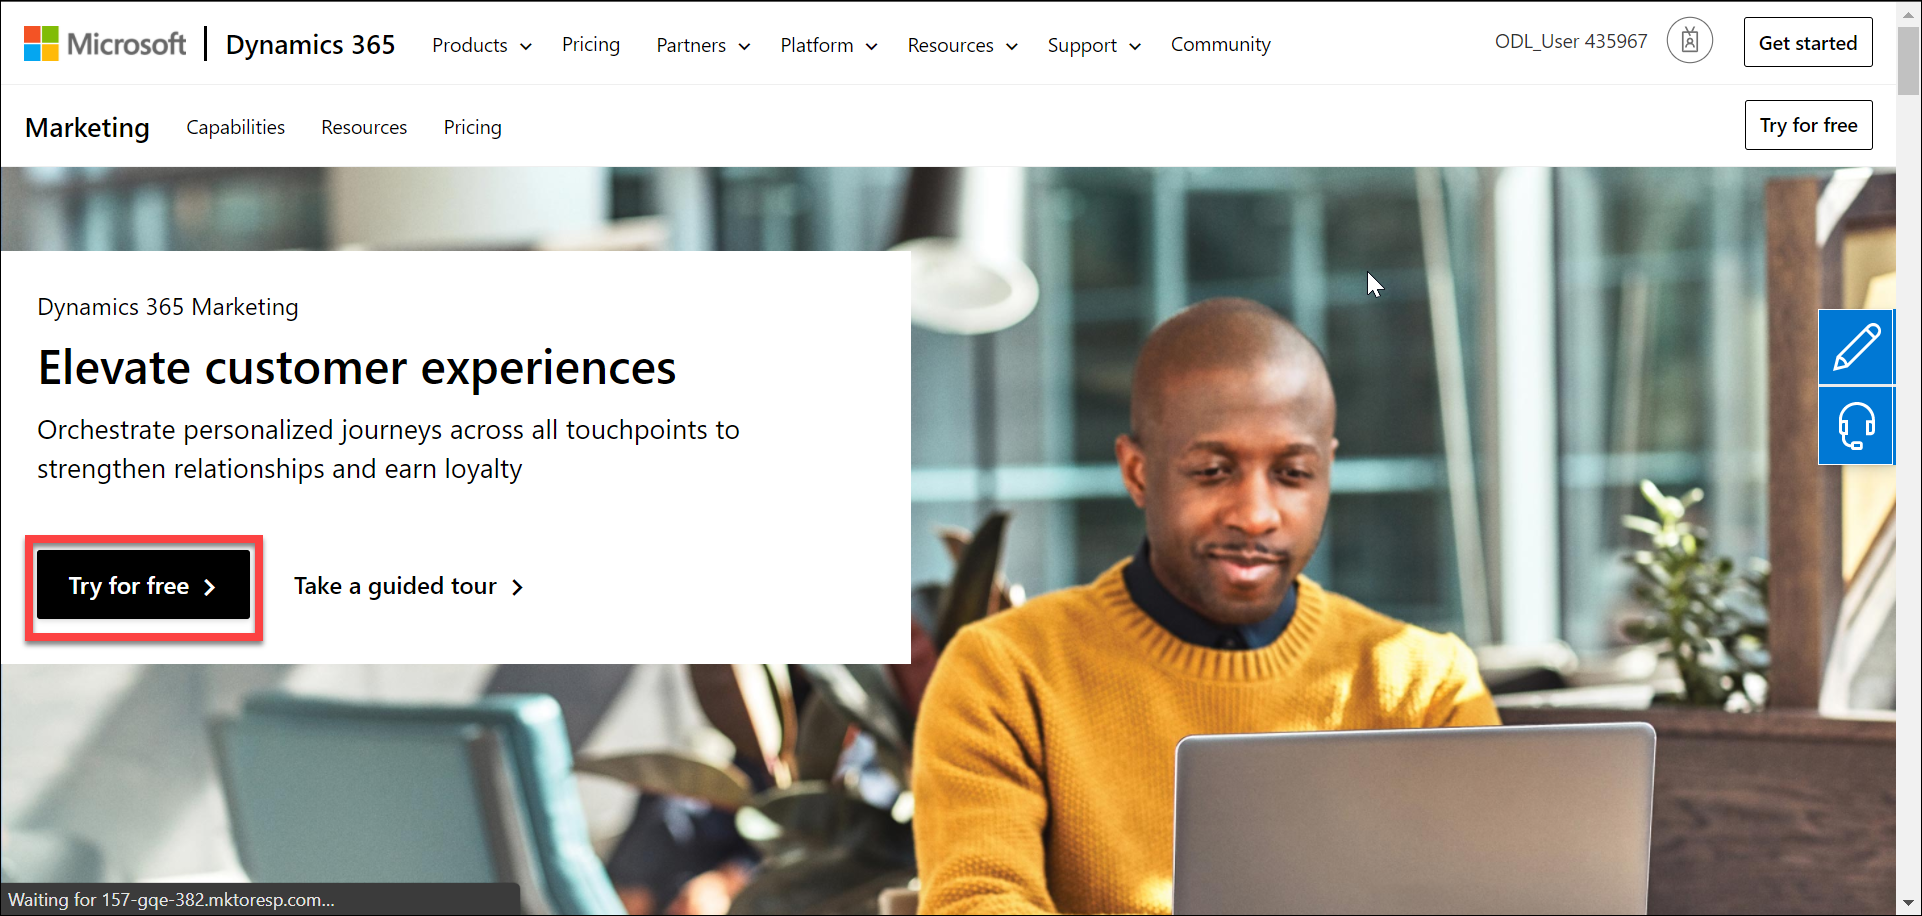 Microsoft | Dynamics 365 Products Pricing Partners Platform Resources Support Community ODL_User 435967 Get started
Marketing Capabilities Resources Pricing Try for free
Dynamics 365 Marketing
Elevate customer experiences
Orchestrate personalized journeys across all touchpoints to
strengthen relationships and earn loyalty
Try for free Take a guided tour
Waiting for 157-gqe-382.mktoresp.com...